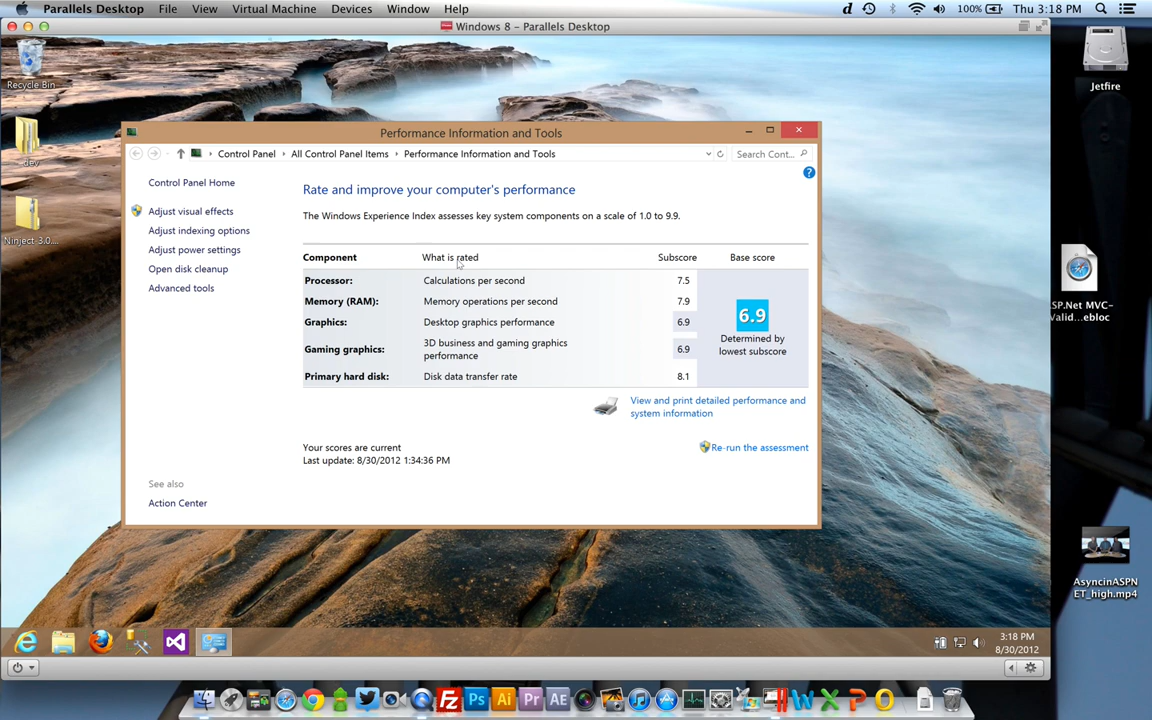 Parallels Desktop File View Virtual Machine Devices Window Help
d 100% Thu 3:18 PM
Windows 8 – Parallels Desktop
Recycle Bin
Jetfire
Performance Information and Tools
Control Panel All Control Panel Items Performance Information and Tools
Search Cont...
_dev
Control Panel Home
Rate and improve your computer's performance
?
Adjust visual effects
The Windows Experience Index assesses key system components on a scale of 1.0 to 9.9.
Adjust indexing options
Ninject-3.0....
Adjust power settings
Component What is rated Subscore Base score
Open disk cleanup
Processor: Calculations per second 7.5
Advanced tools
Memory (RAM): Memory operations per second 7.9
SP.Net MVC-
Valid...ebloc
6.9
Graphics: Desktop graphics performance 6.9
Determined by
lowest subscore
Gaming graphics: 3D business and gaming graphics
performance 6.9
Primary hard disk: Disk data transfer rate 8.1
View and print detailed performance and
system information
Your scores are current
Re-run the assessment
Last update: 8/30/2012 1:34:36 PM
See also
Action Center
AsyncinASPN
ET_high.mp4
3:18 PM
8/30/2012
Fz Ps Ai Pr AE W X P O